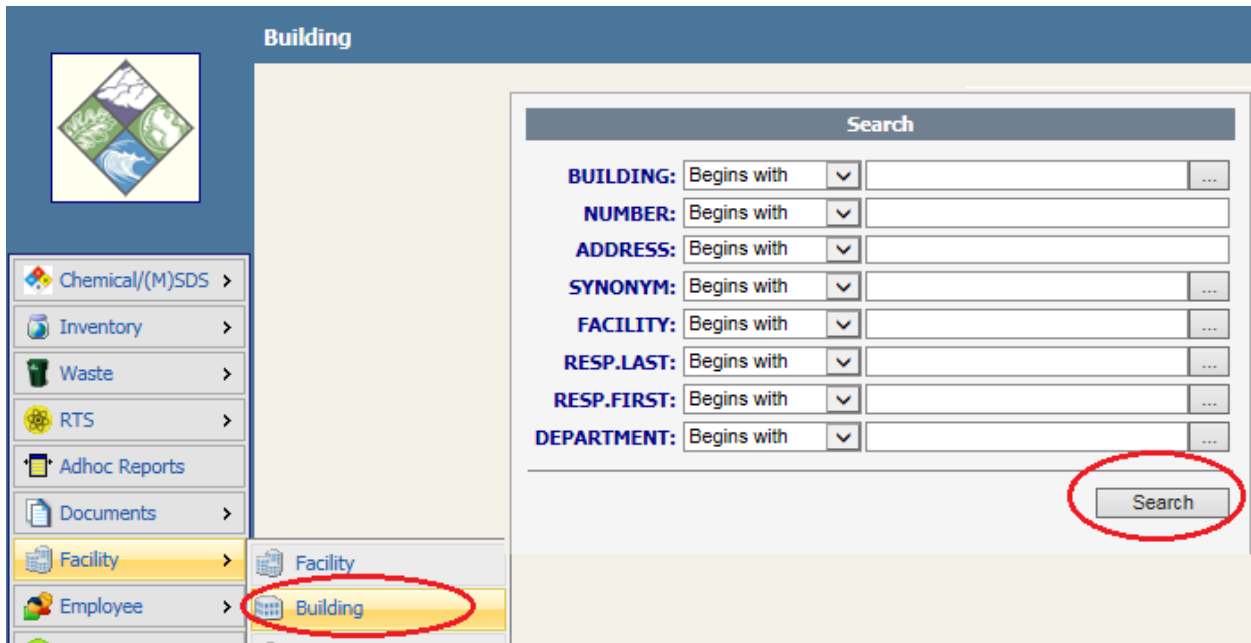 Building
Search
BUILDING: Begins with ...
NUMBER: Begins with
ADDRESS: Begins with
SYNONYM: Begins with ...
FACILITY: Begins with ...
RESP.LAST: Begins with ...
RESP.FIRST: Begins with ...
DEPARTMENT: Begins with ...
Search
Chemical/(M)SDS
Inventory
Waste
RTS
Adhoc Reports
Documents
Facility
Employee
Facility
Building